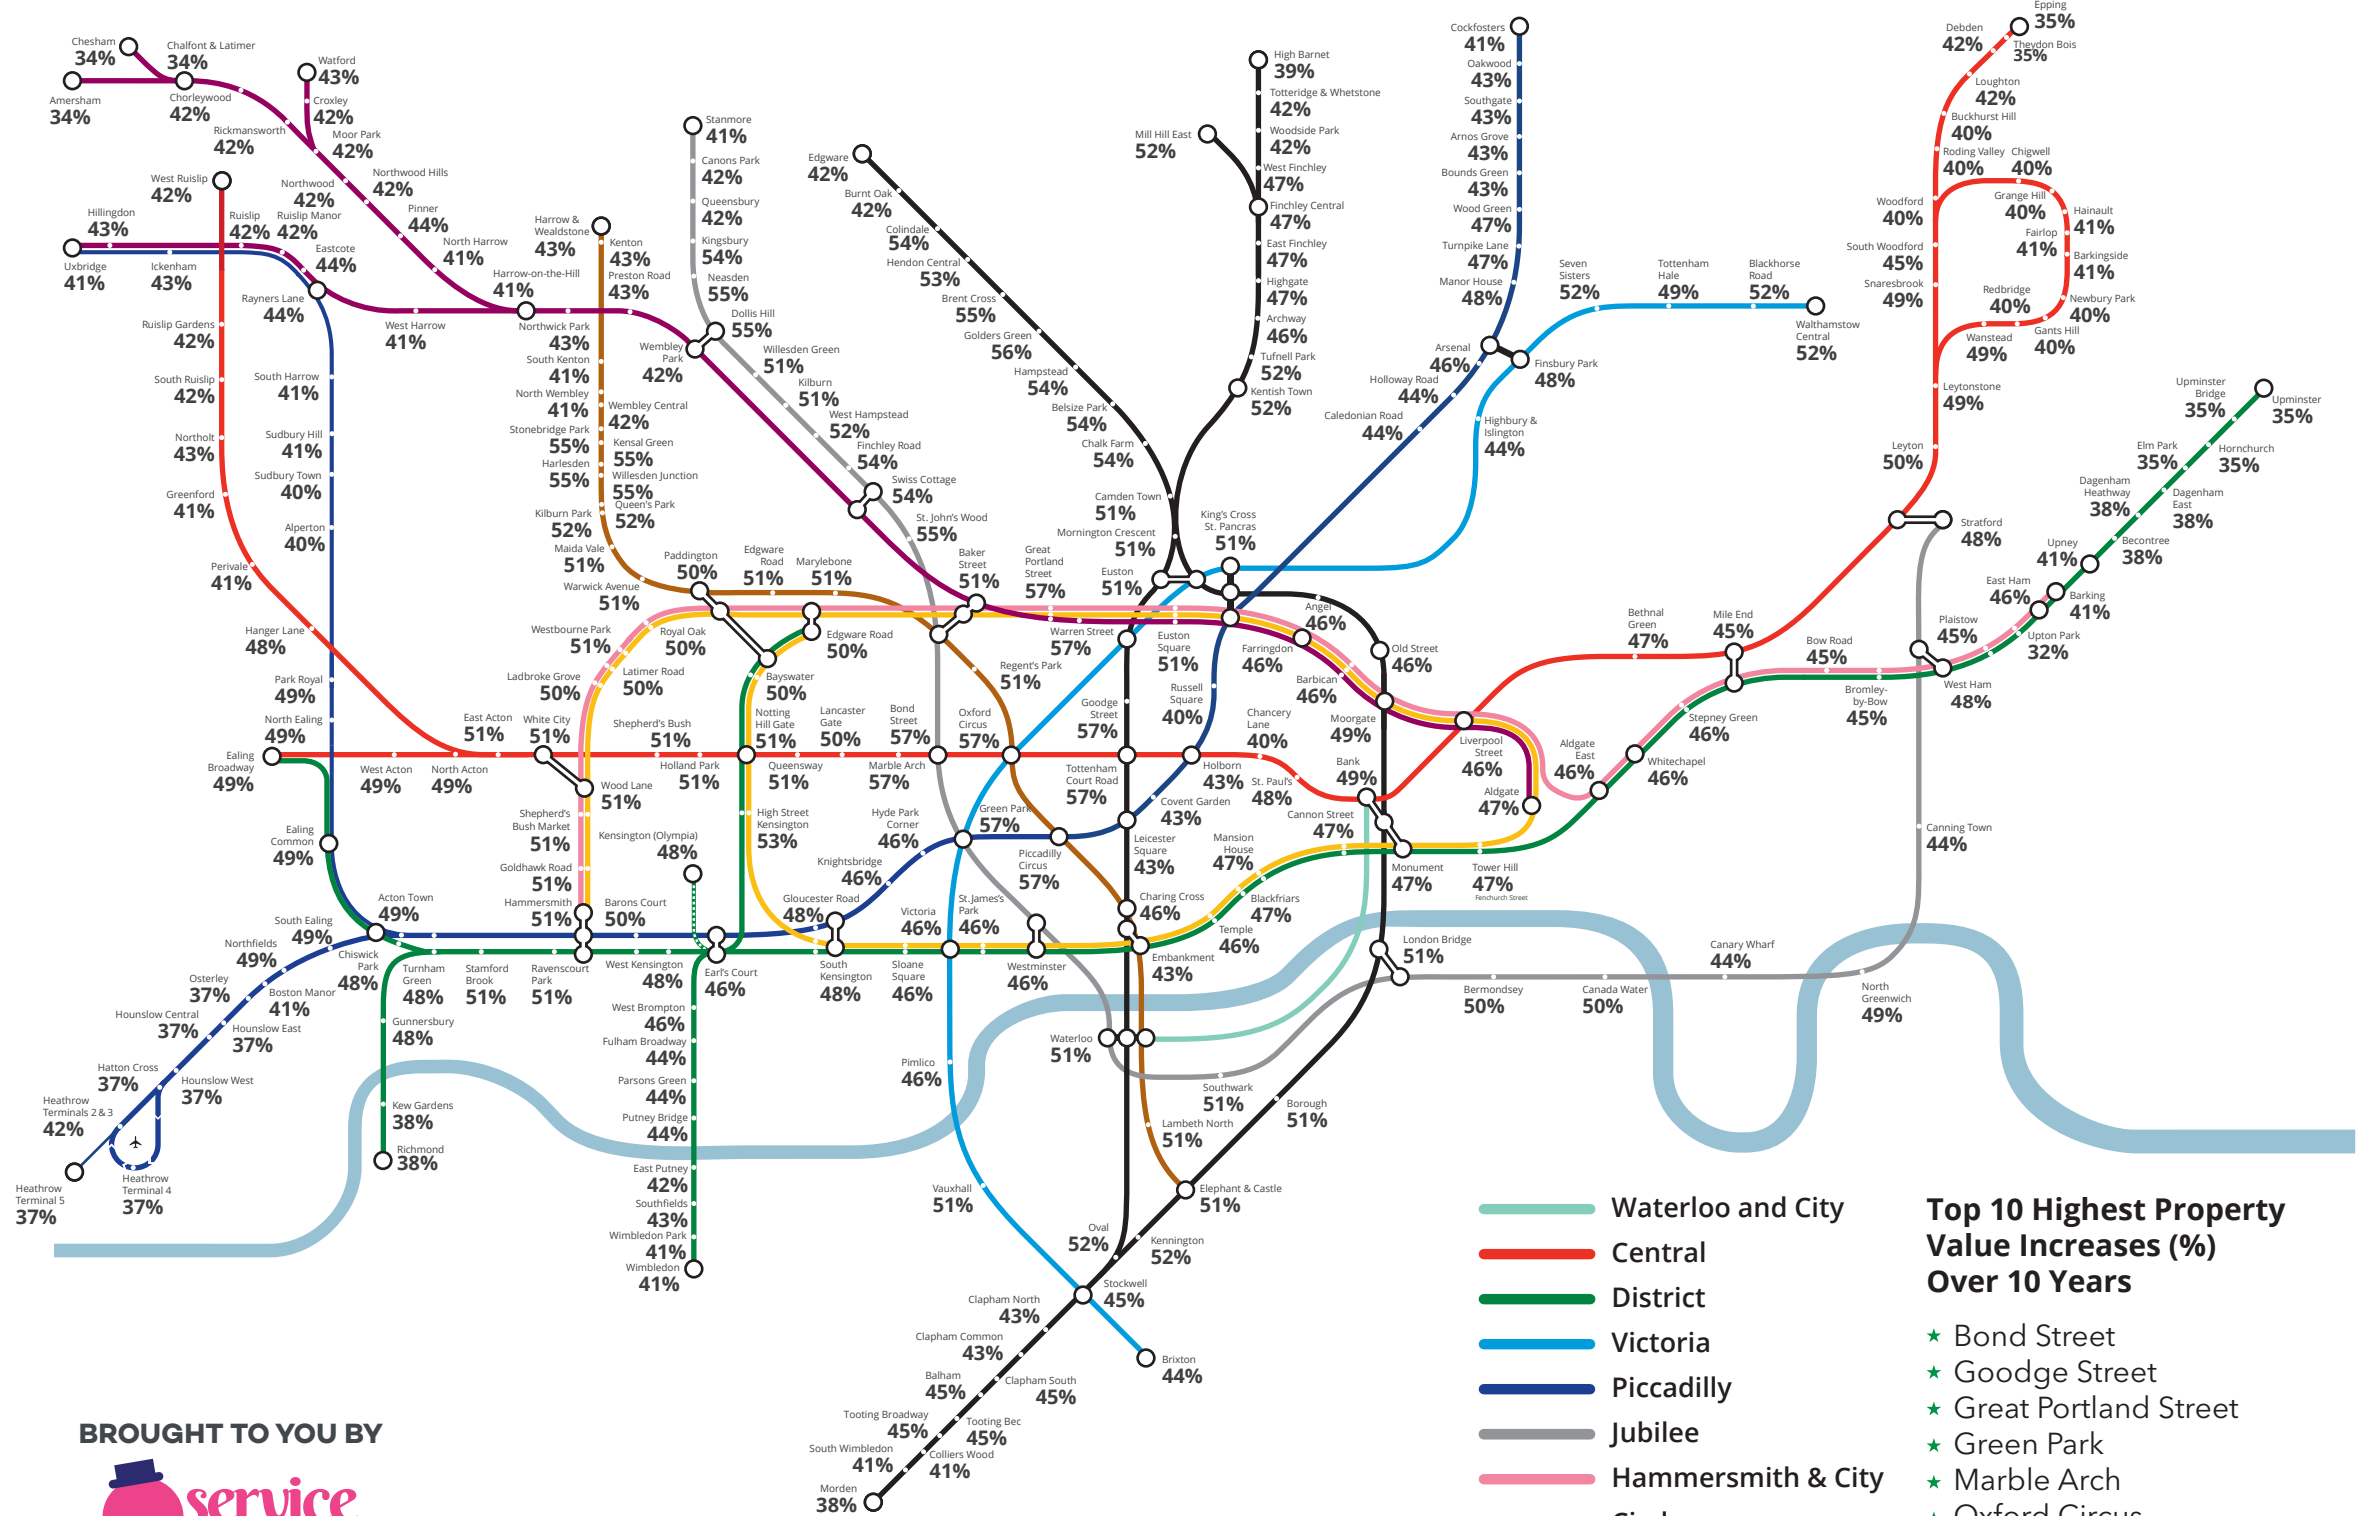 Chesham
34%
Chalfont & Latimer
34%
Amersham
34%
Chorleywood
42%
Watford
43%
Croxley
42%
Rickmansworth
42%
Moor Park
42%
Northwood
42%
Northwood Hills
42%
Pinner
44%
North Harrow
41%
Harrow-on-the-Hill
41%
West Ruislip
42%
Hillingdon
43%
Uxbridge
41%
Ickenham
43%
Ruislip
42%
Ruislip Manor
42%
Eastcote
44%
Rayners Lane
44%
West Harrow
41%
Ruislip Gardens
42%
South Ruislip
42%
Northolt
43%
Greenford
41%
Perivale
41%
Hanger Lane
48%
South Harrow
41%
Sudbury Hill
41%
Sudbury Town
40%
Alperton
40%
Park Royal
49%
North Ealing
49%
Ealing
Broadway
49%
Ealing
Common
49%
West Acton
49%
North Acton
49%
East Acton
51%
White City
51%
Harrow &
Wealdstone
43%
Kenton
43%
Preston Road
43%
Northwick Park
43%
South Kenton
41%
North Wembley
41%
Wembley Central
42%
Stonebridge Park
55%
Kensal Green
55%
Harlesden
55%
Willesden Junction
55%
Queen's Park
52%
Kilburn Park
52%
Maida Vale
51%
Warwick Avenue
51%
Paddington
50%
Stanmore
41%
Canons Park
42%
Queensbury
42%
Kingsbury
54%
Neasden
55%
Dollis Hill
55%
Wembley
Park
42%
Willesden Green
51%
Kilburn
51%
West Hampstead
52%
Finchley Road
54%
Swiss Cottage
54%
St. John's Wood
55%
Edgware
42%
Burnt Oak
42%
Colindale
54%
Hendon Central
53%
Brent Cross
55%
Golders Green
56%
Hampstead
54%
Belsize Park
54%
Chalk Farm
54%
Camden Town
51%
Mornington Crescent
51%
Euston
51%
Mill Hill East
52%
High Barnet
39%
Totteridge & Whetstone
42%
Woodside Park
42%
West Finchley
47%
Finchley Central
47%
East Finchley
47%
Highgate
47%
Archway
46%
Tufnell Park
52%
Kentish Town
52%
King's Cross
St. Pancras
51%
Cockfosters
41%
Oakwood
43%
Southgate
43%
Arnos Grove
43%
Bounds Green
43%
Wood Green
47%
Turnpike Lane
47%
Manor House
48%
Arsenal
46%
Finsbury Park
48%
Holloway Road
44%
Caledonian Road
44%
Highbury &
Islington
44%
Seven
Sisters
52%
Tottenham
Hale
49%
Blackhorse
Road
52%
Walthamstow
Central
52%
Epping
35%
Theydon Bois
35%
Debden
42%
Loughton
42%
Buckhurst Hill
40%
Roding Valley
40%
Chigwell
40%
Grange Hill
40%
Hainault
41%
Fairlop
41%
Barkingside
41%
Newbury Park
40%
Gants Hill
40%
Redbridge
40%
Wanstead
49%
Woodford
40%
South Woodford
45%
Snaresbrook
49%
Leytonstone
49%
Leyton
50%
Stratford
48%
Upminster
35%
Upminster
Bridge
35%
Hornchurch
35%
Elm Park
35%
Dagenham
East
38%
Dagenham
Heathway
38%
Becontree
38%
Upney
41%
Barking
41%
East Ham
46%
Upton Park
32%
Plaistow
45%
West Ham
48%
Bromley-
by-Bow
45%
Bow Road
45%
Mile End
45%
Bethnal
Green
47%
Stepney Green
46%
Whitechapel
46%
Aldgate
East
46%
Aldgate
47%
Liverpool
Street
46%
Moorgate
49%
Old Street
46%
Angel
46%
Farringdon
46%
Barbican
46%
Edgware
Road
51%
Marylebone
51%
Baker
Street
51%
Great
Portland
Street
57%
Warren Street
57%
Euston
Square
51%
Regent's Park
51%
Russell
Square
40%
Goodge
Street
57%
Westbourne Park
51%
Royal Oak
50%
Latimer Road
50%
Ladbroke Grove
50%
Edgware Road
50%
Bayswater
50%
Shepherd's Bush
51%
Holland Park
51%
Notting
Hill Gate
51%
Queensway
51%
Lancaster
Gate
50%
Bond
Street
57%
Marble Arch
57%
Oxford
Circus
57%
Tottenham
Court Road
57%
Holborn
43%
Chancery
Lane
40%
St. Paul's
48%
Bank
49%
Wood Lane
51%
Shepherd's
Bush Market
51%
Goldhawk Road
51%
Hammersmith
51%
Kensington (Olympia)
48%
High Street
Kensington
53%
Barons Court
50%
Gloucester Road
48%
Knightsbridge
46%
Hyde Park
Corner
46%
Green Park
57%
Piccadilly
Circus
57%
Leicester
Square
43%
Covent Garden
43%
Cannon Street
47%
Mansion
House
47%
Blackfriars
47%
Temple
46%
Monument
47%
Tower Hill
47%
Fenchurch Street
Charing Cross
46%
Embankment
43%
Westminster
46%
St.James's
Park
46%
Victoria
46%
Sloane
Square
46%
South
Kensington
48%
Earl's Court
46%
West Kensington
48%
Ravenscourt
Park
51%
Stamford
Brook
51%
Turnham
Green
48%
Chiswick
Park
48%
Acton Town
49%
South Ealing
49%
Northfields
49%
Boston Manor
41%
Osterley
37%
Hounslow East
37%
Hounslow Central
37%
Hounslow West
37%
Hatton Cross
37%
Heathrow
Terminals 2 & 3
42%
Heathrow
Terminal 4
37%
Heathrow
Terminal 5
37%
Gunnersbury
48%
Kew Gardens
38%
Richmond
38%
West Brompton
46%
Fulham Broadway
44%
Parsons Green
44%
Putney Bridge
44%
East Putney
42%
Southfields
43%
Wimbledon Park
41%
Wimbledon
41%
Pimlico
46%
Vauxhall
51%
Waterloo
51%
Southwark
51%
Lambeth North
51%
Elephant & Castle
51%
Borough
51%
London Bridge
51%
Bermondsey
50%
Canada Water
50%
Canary Wharf
44%
North
Greenwich
49%
Canning Town
44%
Oval
52%
Kennington
52%
Stockwell
45%
Brixton
44%
Clapham North
43%
Clapham Common
43%
Clapham South
45%
Balham
45%
Tooting Bec
45%
Tooting Broadway
45%
Colliers Wood
41%
South Wimbledon
41%
Morden
38%
Waterloo and City
Central
District
Victoria
Piccadilly
Jubilee
Hammersmith & City
Top 10 Highest Property
Value Increases (%)
Over 10 Years
Bond Street
Goodge Street
Great Portland Street
Green Park
Marble Arch
Oxford Circus
BROUGHT TO YOU BY
service